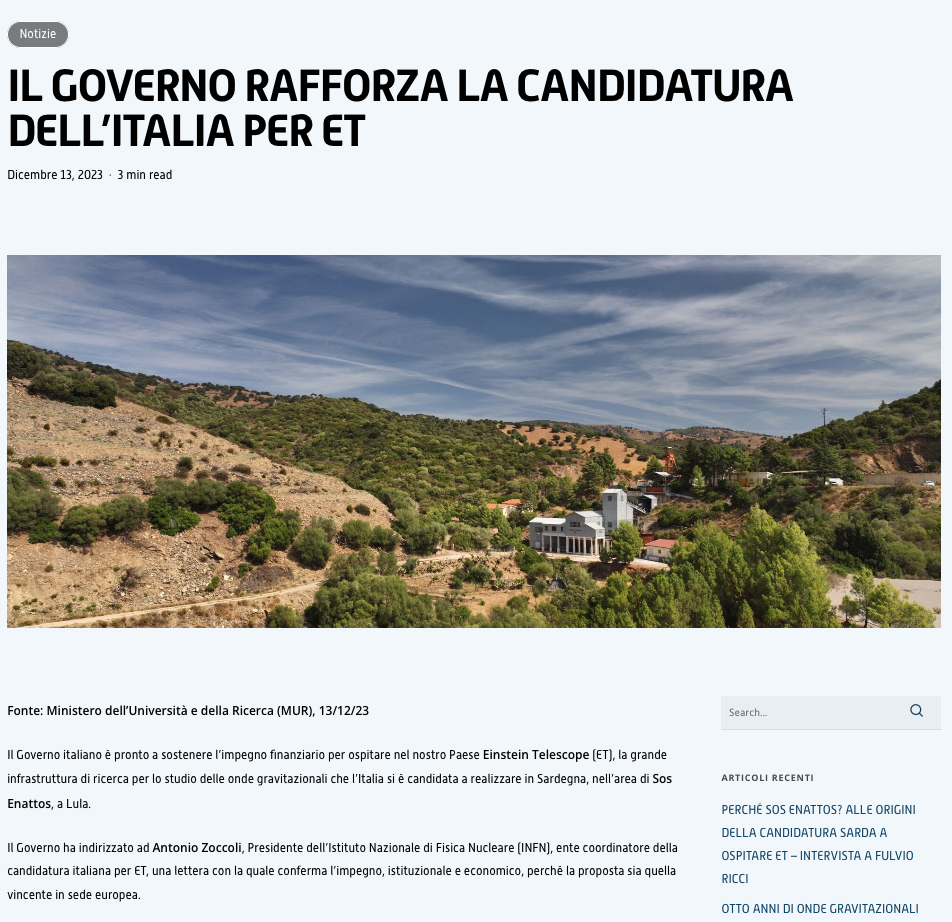 Notizie
IL GOVERNO RAFFORZA LA CANDIDATURA
DELL’ITALIA PER ET
Dicembre 13, 2023 · 3 min read
Fonte: Ministero dell’Università e della Ricerca (MUR), 13/12/23
Search...
Il Governo italiano è pronto a sostenere l’impegno finanziario per ospitare nel nostro Paese Einstein Telescope (ET), la grande
infrastruttura di ricerca per lo studio delle onde gravitazionali che l’Italia si è candidata a realizzare in Sardegna, nell’area di Sos
Enattos, a Lula.
Il Governo ha indirizzato ad Antonio Zoccoli, Presidente dell’Istituto Nazionale di Fisica Nucleare (INFN), ente coordinatore della
candidatura italiana per ET, una lettera con la quale conferma l’impegno, istituzionale e economico, perchè la proposta sia quella
vincente in sede europea.
ARTICOLI RECENTI
PERCHÉ SOS ENATTOS? ALLE ORIGINI
DELLA CANDIDATURA SARDA A
OSPITARE ET – INTERVISTA A FULVIO
RICCI
OTTO ANNI DI ONDE GRAVITAZIONALI